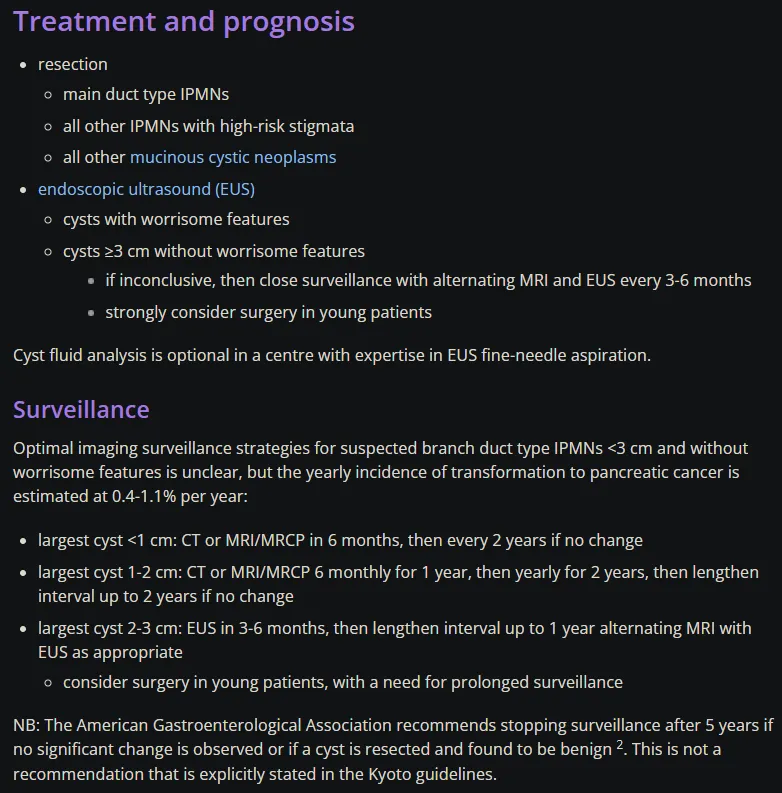 Treatment and prognosis
• resection
◦ main duct type IPMNs
◦ all other IPMNs with high-risk stigmata
◦ all other mucinous cystic neoplasms
• endoscopic ultrasound (EUS)
◦ cysts with worrisome features
◦ cysts ≥3 cm without worrisome features
▪ if inconclusive, then close surveillance with alternating MRI and EUS every 3-6 months
▪ strongly consider surgery in young patients
Cyst fluid analysis is optional in a centre with expertise in EUS fine-needle aspiration.
Surveillance
Optimal imaging surveillance strategies for suspected branch duct type IPMNs <3 cm and without
worrisome features is unclear, but the yearly incidence of transformation to pancreatic cancer is
estimated at 0.4-1.1% per year:
• largest cyst <1 cm: CT or MRI/MRCP in 6 months, then every 2 years if no change
• largest cyst 1-2 cm: CT or MRI/MRCP 6 monthly for 1 year, then yearly for 2 years, then lengthen
interval up to 2 years if no change
• largest cyst 2-3 cm: EUS in 3-6 months, then lengthen interval up to 1 year alternating MRI with
EUS as appropriate
◦ consider surgery in young patients, with a need for prolonged surveillance
NB: The American Gastroenterological Association recommends stopping surveillance after 5 years if
no significant change is observed or if a cyst is resected and found to be benign 2. This is not a
recommendation that is explicitly stated in the Kyoto guidelines.